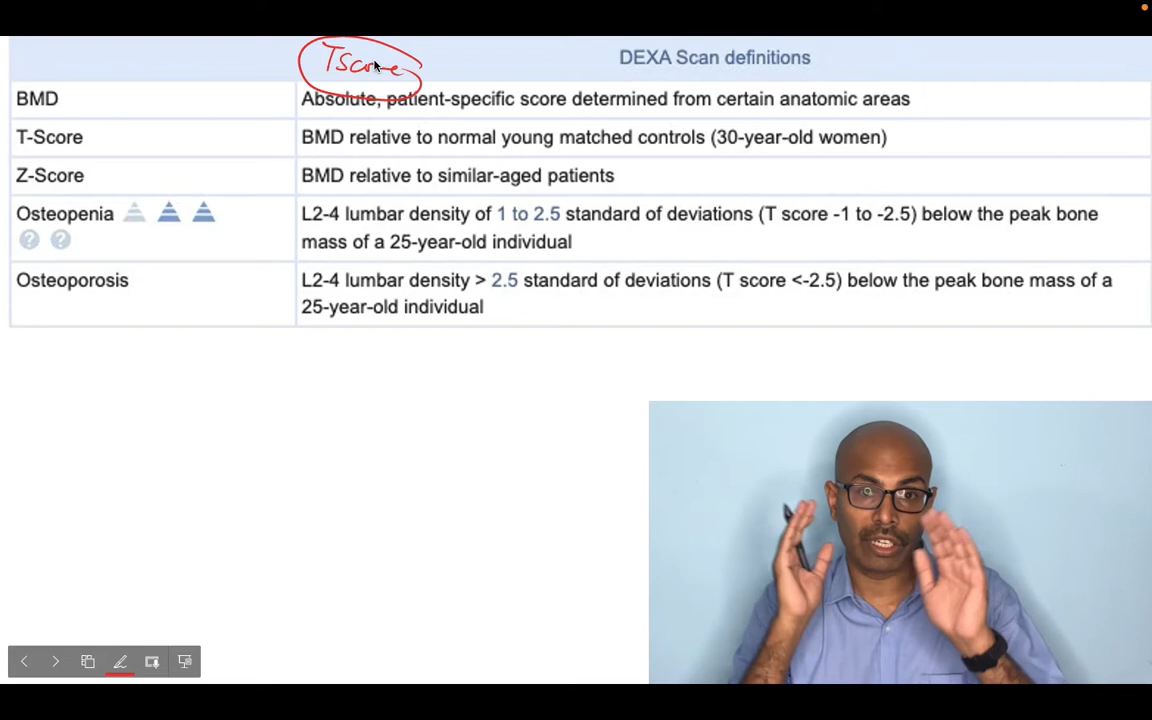 Tscore
DEXA Scan definitions
BMD
Absolute, patient-specific score determined from certain anatomic areas
T-Score
BMD relative to normal young matched controls (30-year-old women)
Z-Score
BMD relative to similar-aged patients
Osteopenia
? ?
L2-4 lumbar density of 1 to 2.5 standard of deviations (T score -1 to -2.5) below the peak bone
mass of a 25-year-old individual
Osteoporosis
L2-4 lumbar density > 2.5 standard of deviations (T score <-2.5) below the peak bone mass of a
25-year-old individual